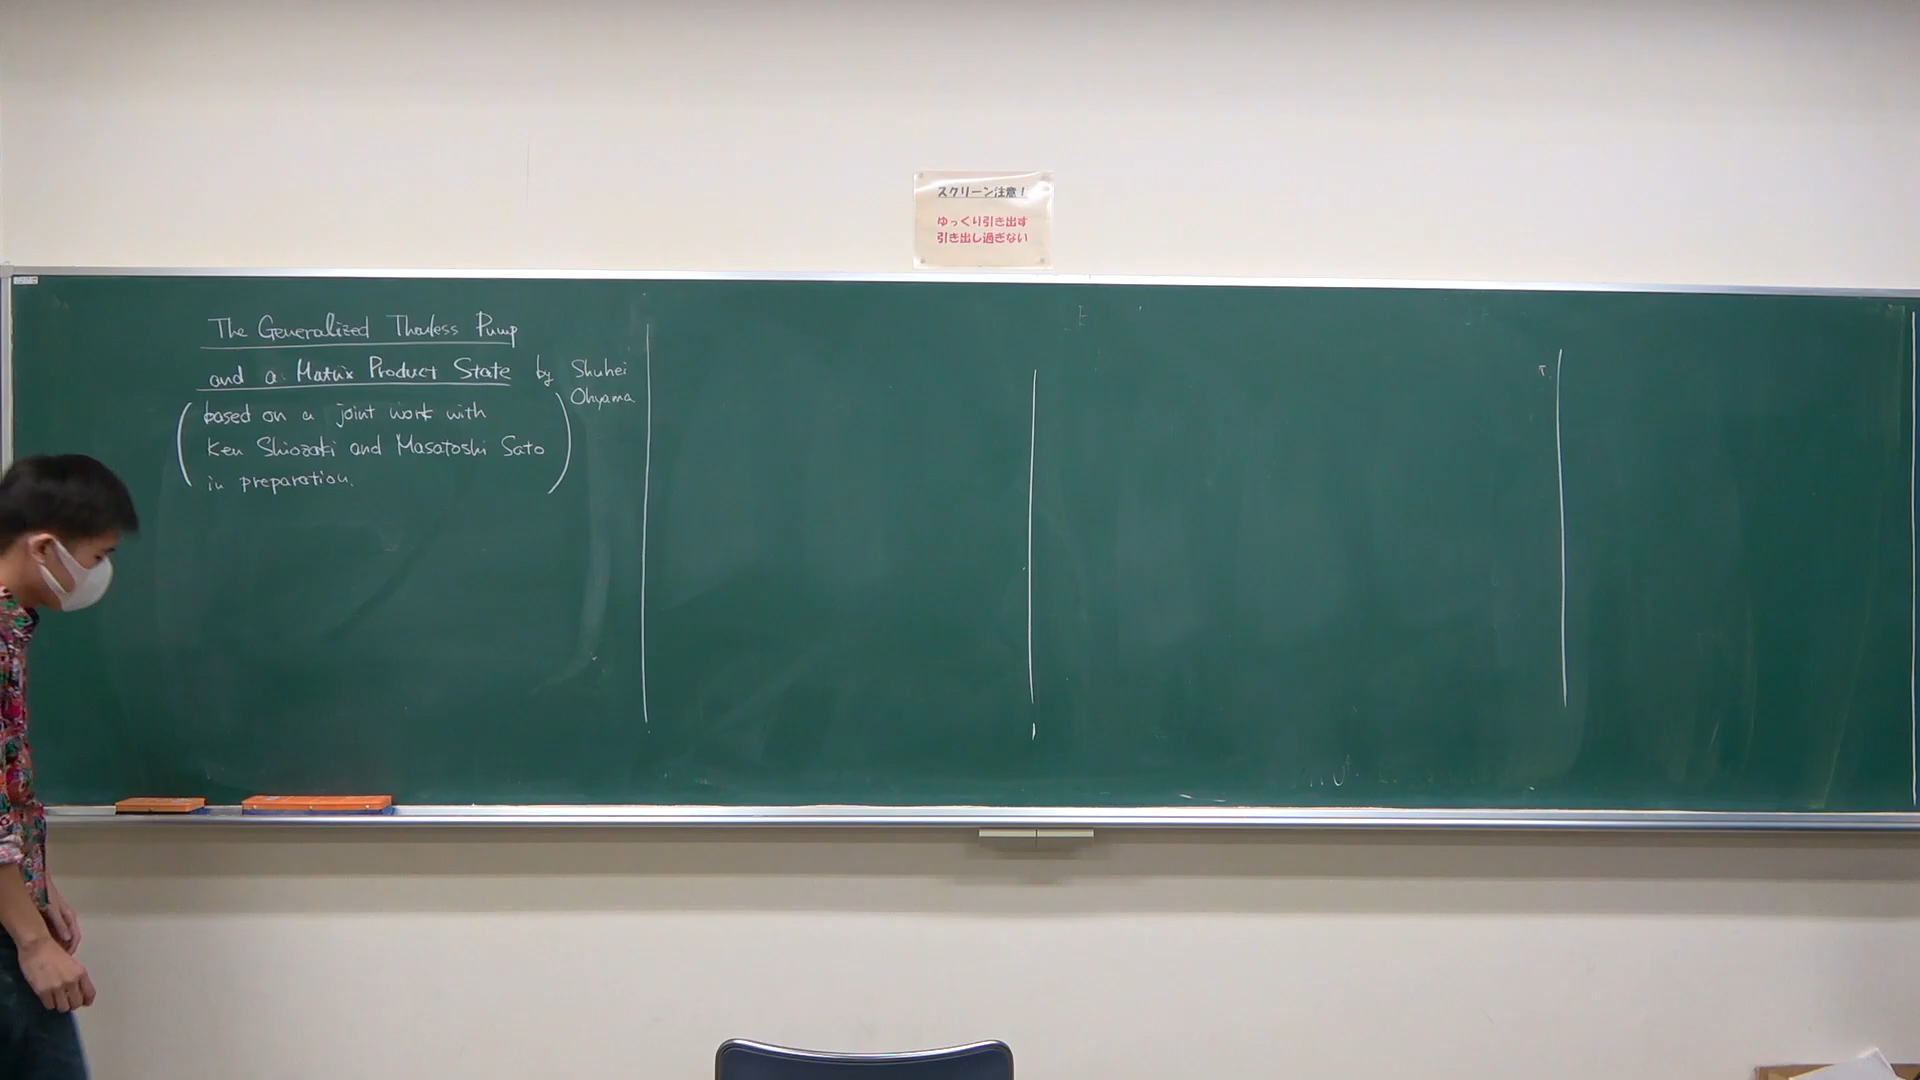 スクリーン注意！
ゆっくり引き出す
引き出し過ぎない
The Generalized Thouless Pump
and a Matrix Product State by Shuhei
Ohyama
(based on a joint work with
Ken Shiozaki and Masatoshi Sato
in preparation.)